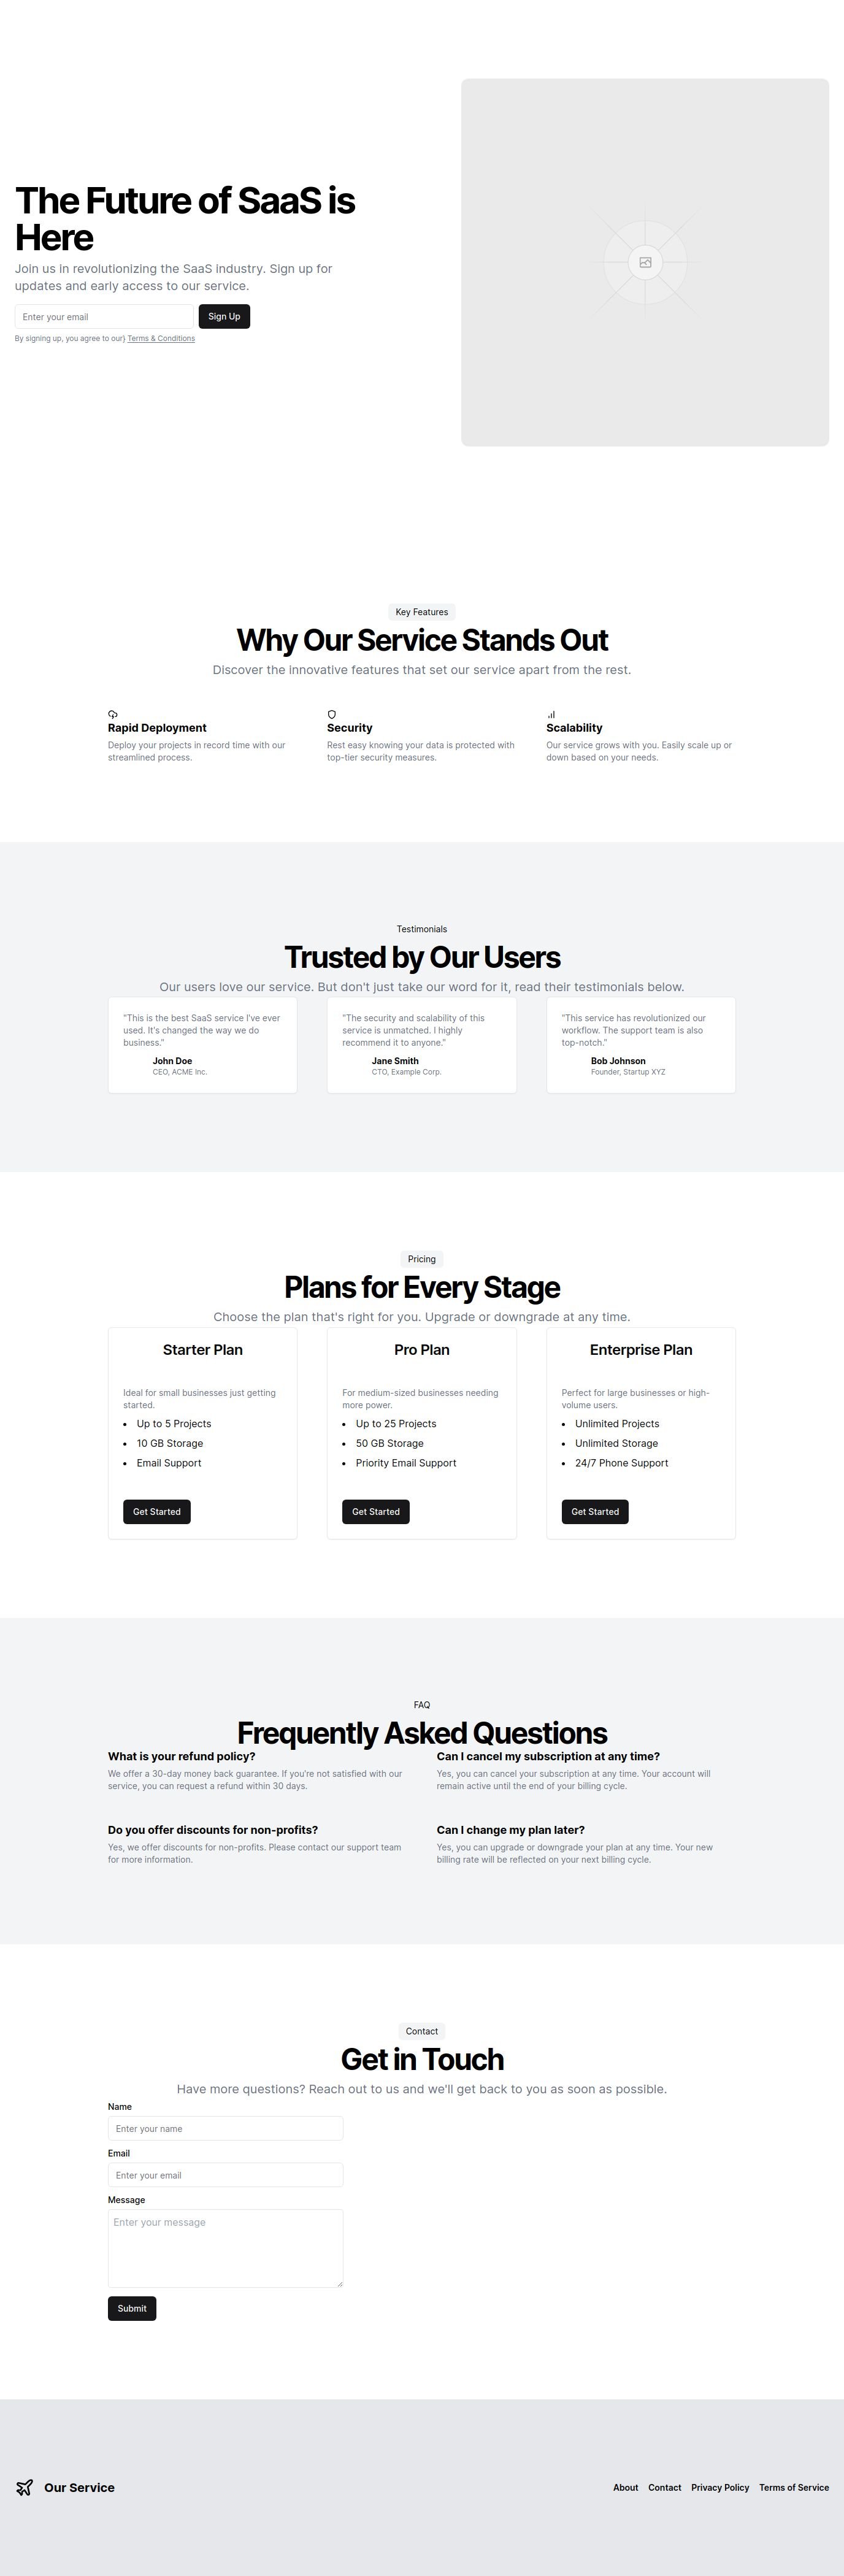 The Future of SaaS is
Here
Join us in revolutionizing the SaaS industry. Sign up for
updates and early access to our service.
Enter your email
Sign Up
By signing up, you agree to our} Terms & Conditions
Key Features
Why Our Service Stands Out
Discover the innovative features that set our service apart from the rest.
Rapid Deployment
Deploy your projects in record time with our
streamlined process.
Security
Rest easy knowing your data is protected with
top-tier security measures.
Scalability
Our service grows with you. Easily scale up or
down based on your needs.
Testimonials
Trusted by Our Users
Our users love our service. But don't just take our word for it, read their testimonials below.
"This is the best SaaS service I've ever
used. It's changed the way we do
business."
John Doe
CEO, ACME Inc.
"The security and scalability of this
service is unmatched. I highly
recommend it to anyone."
Jane Smith
CTO, Example Corp.
"This service has revolutionized our
workflow. The support team is also
top-notch."
Bob Johnson
Founder, Startup XYZ
Pricing
Plans for Every Stage
Choose the plan that's right for you. Upgrade or downgrade at any time.
Starter Plan
Ideal for small businesses just getting
started.
• Up to 5 Projects
• 10 GB Storage
• Email Support
Get Started
Pro Plan
For medium-sized businesses needing
more power.
• Up to 25 Projects
• 50 GB Storage
• Priority Email Support
Get Started
Enterprise Plan
Perfect for large businesses or high-
volume users.
• Unlimited Projects
• Unlimited Storage
• 24/7 Phone Support
Get Started
FAQ
Frequently Asked Questions
What is your refund policy?
We offer a 30-day money back guarantee. If you're not satisfied with our
service, you can request a refund within 30 days.
Can I cancel my subscription at any time?
Yes, you can cancel your subscription at any time. Your account will
remain active until the end of your billing cycle.
Do you offer discounts for non-profits?
Yes, we offer discounts for non-profits. Please contact our support team
for more information.
Can I change my plan later?
Yes, you can upgrade or downgrade your plan at any time. Your new
billing rate will be reflected on your next billing cycle.
Contact
Get in Touch
Have more questions? Reach out to us and we'll get back to you as soon as possible.
Name
Enter your name
Email
Enter your email
Message
Enter your message
Submit
Our Service
About Contact Privacy Policy Terms of Service